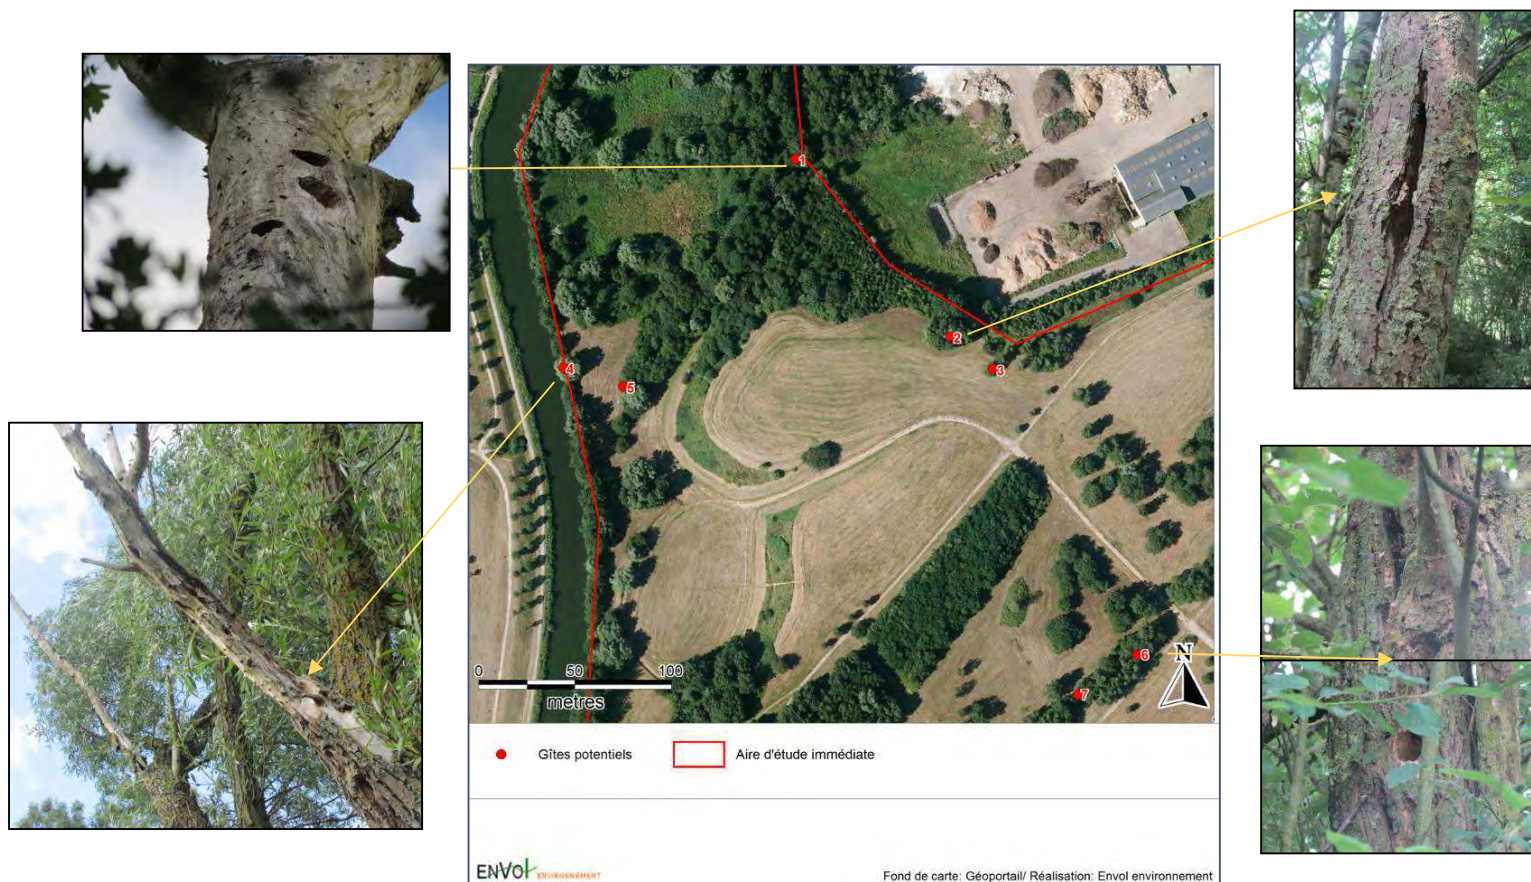 1
2
3
4
5
6
7
N
0 50 100
metres
Gîtes potentiels
Aire d'étude immédiate
ENVOL ENVIRONNEMENT
Fond de carte: Géoportail/ Réalisation: Envol environnement